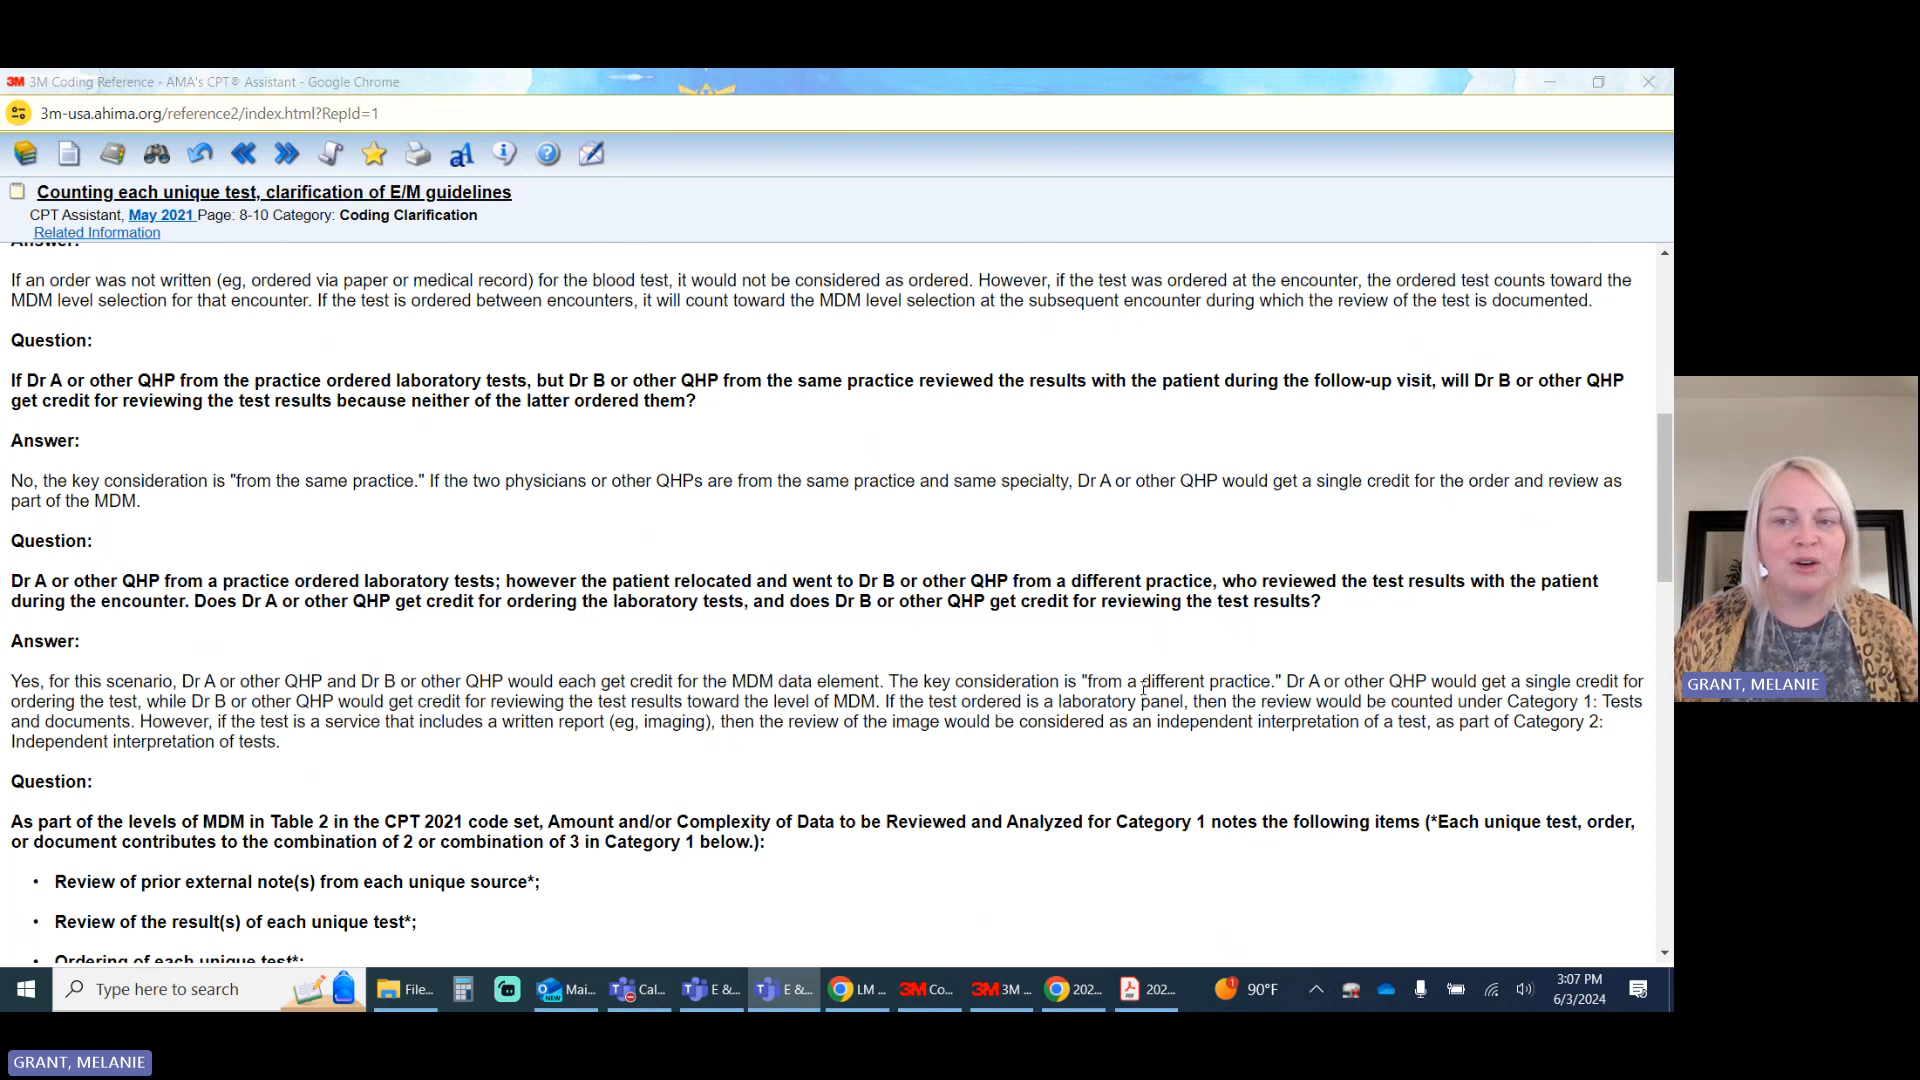 3M 3M Coding Reference - AMA's CPT® Assistant - Google Chrome
3m-usa.ahima.org/reference2/index.html?RepId=1
Counting each unique test, clarification of E/M guidelines
CPT Assistant, May 2021 Page: 8-10 Category: Coding Clarification
Related Information
Answer:
If an order was not written (eg, ordered via paper or medical record) for the blood test, it would not be considered as ordered. However, if the test was ordered at the encounter, the ordered test counts toward the
MDM level selection for that encounter. If the test is ordered between encounters, it will count toward the MDM level selection at the subsequent encounter during which the review of the test is documented.
Question:
If Dr A or other QHP from the practice ordered laboratory tests, but Dr B or other QHP from the same practice reviewed the results with the patient during the follow-up visit, will Dr B or other QHP
get credit for reviewing the test results because neither of the latter ordered them?
Answer:
No, the key consideration is "from the same practice." If the two physicians or other QHPs are from the same practice and same specialty, Dr A or other QHP would get a single credit for the order and review as
part of the MDM.
Question:
Dr A or other QHP from a practice ordered laboratory tests; however the patient relocated and went to Dr B or other QHP from a different practice, who reviewed the test results with the patient
during the encounter. Does Dr A or other QHP get credit for ordering the laboratory tests, and does Dr B or other QHP get credit for reviewing the test results?
Answer:
Yes, for this scenario, Dr A or other QHP and Dr B or other QHP would each get credit for the MDM data element. The key consideration is "from a different practice." Dr A or other QHP would get a single credit for
ordering the test, while Dr B or other QHP would get credit for reviewing the test results toward the level of MDM. If the test ordered is a laboratory panel, then the review would be counted under Category 1: Tests
and documents. However, if the test is a service that includes a written report (eg, imaging), then the review of the image would be considered as an independent interpretation of a test, as part of Category 2:
Independent interpretation of tests.
Question:
As part of the levels of MDM in Table 2 in the CPT 2021 code set, Amount and/or Complexity of Data to be Reviewed and Analyzed for Category 1 notes the following items (*Each unique test, order,
or document contributes to the combination of 2 or combination of 3 in Category 1 below.):
• Review of prior external note(s) from each unique source*;
• Review of the result(s) of each unique test*;
• Ordering of each unique test*;
GRANT, MELANIE
Type here to search
File...
Mai...
Cal...
E &...
E &...
LM ...
3M Co...
3M 3M ...
202...
202...
90°F
3:07 PM
6/3/2024
GRANT, MELANIE